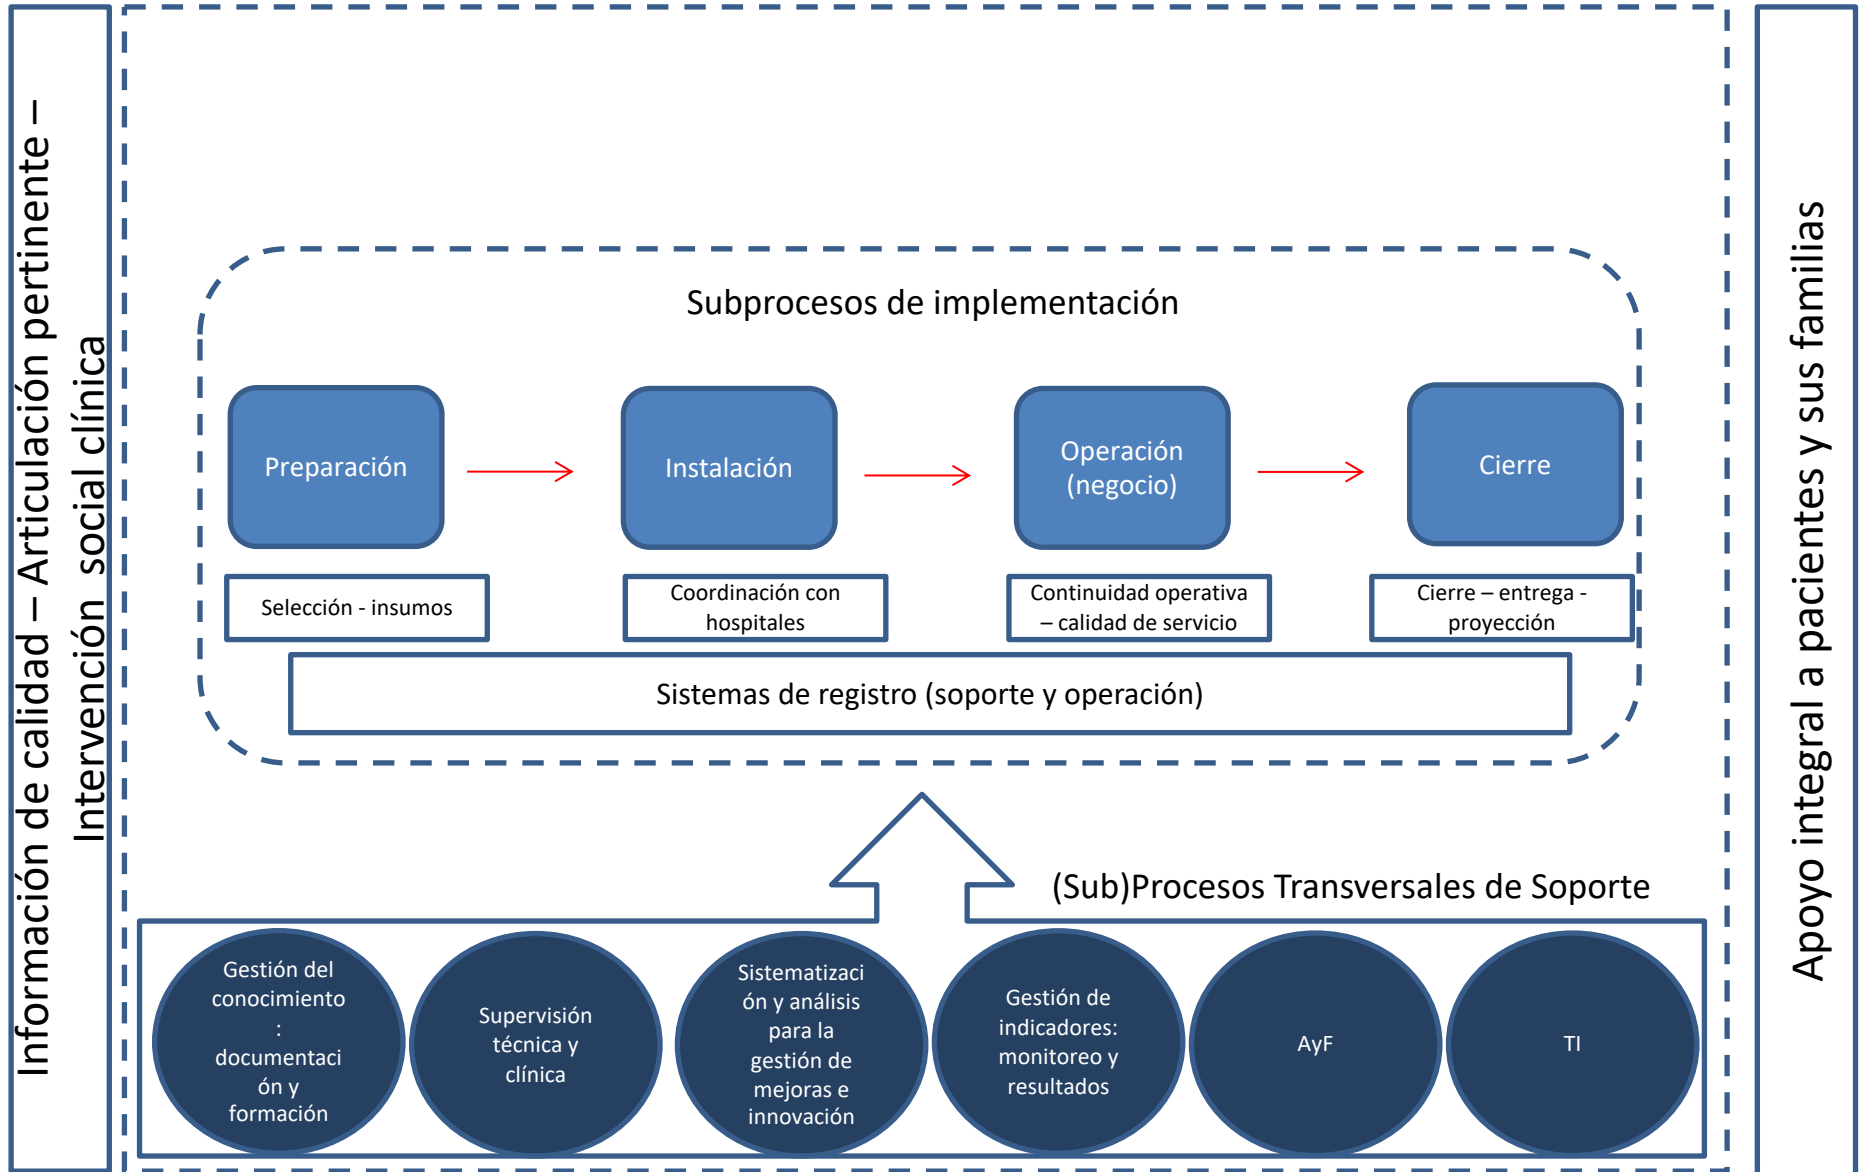 Información de calidad – Articulación pertinente –
Intervención social clínica
Subprocesos de implementación
Preparación
Instalación
Operación
(negocio)
Cierre
Selección - insumos
Coordinación con
hospitales
Continuidad operativa
– calidad de servicio
Cierre – entrega -
proyección
Sistemas de registro (soporte y operación)
(Sub)Procesos Transversales de Soporte
Gestión del
conocimiento
:
documentaci
ón y
formación
Supervisión
técnica y
clínica
Sistematizaci
ón y análisis
para la
gestión de
mejoras e
innovación
Gestión de
indicadores:
monitoreo y
resultados
AyF
TI
Apoyo integral a pacientes y sus familias